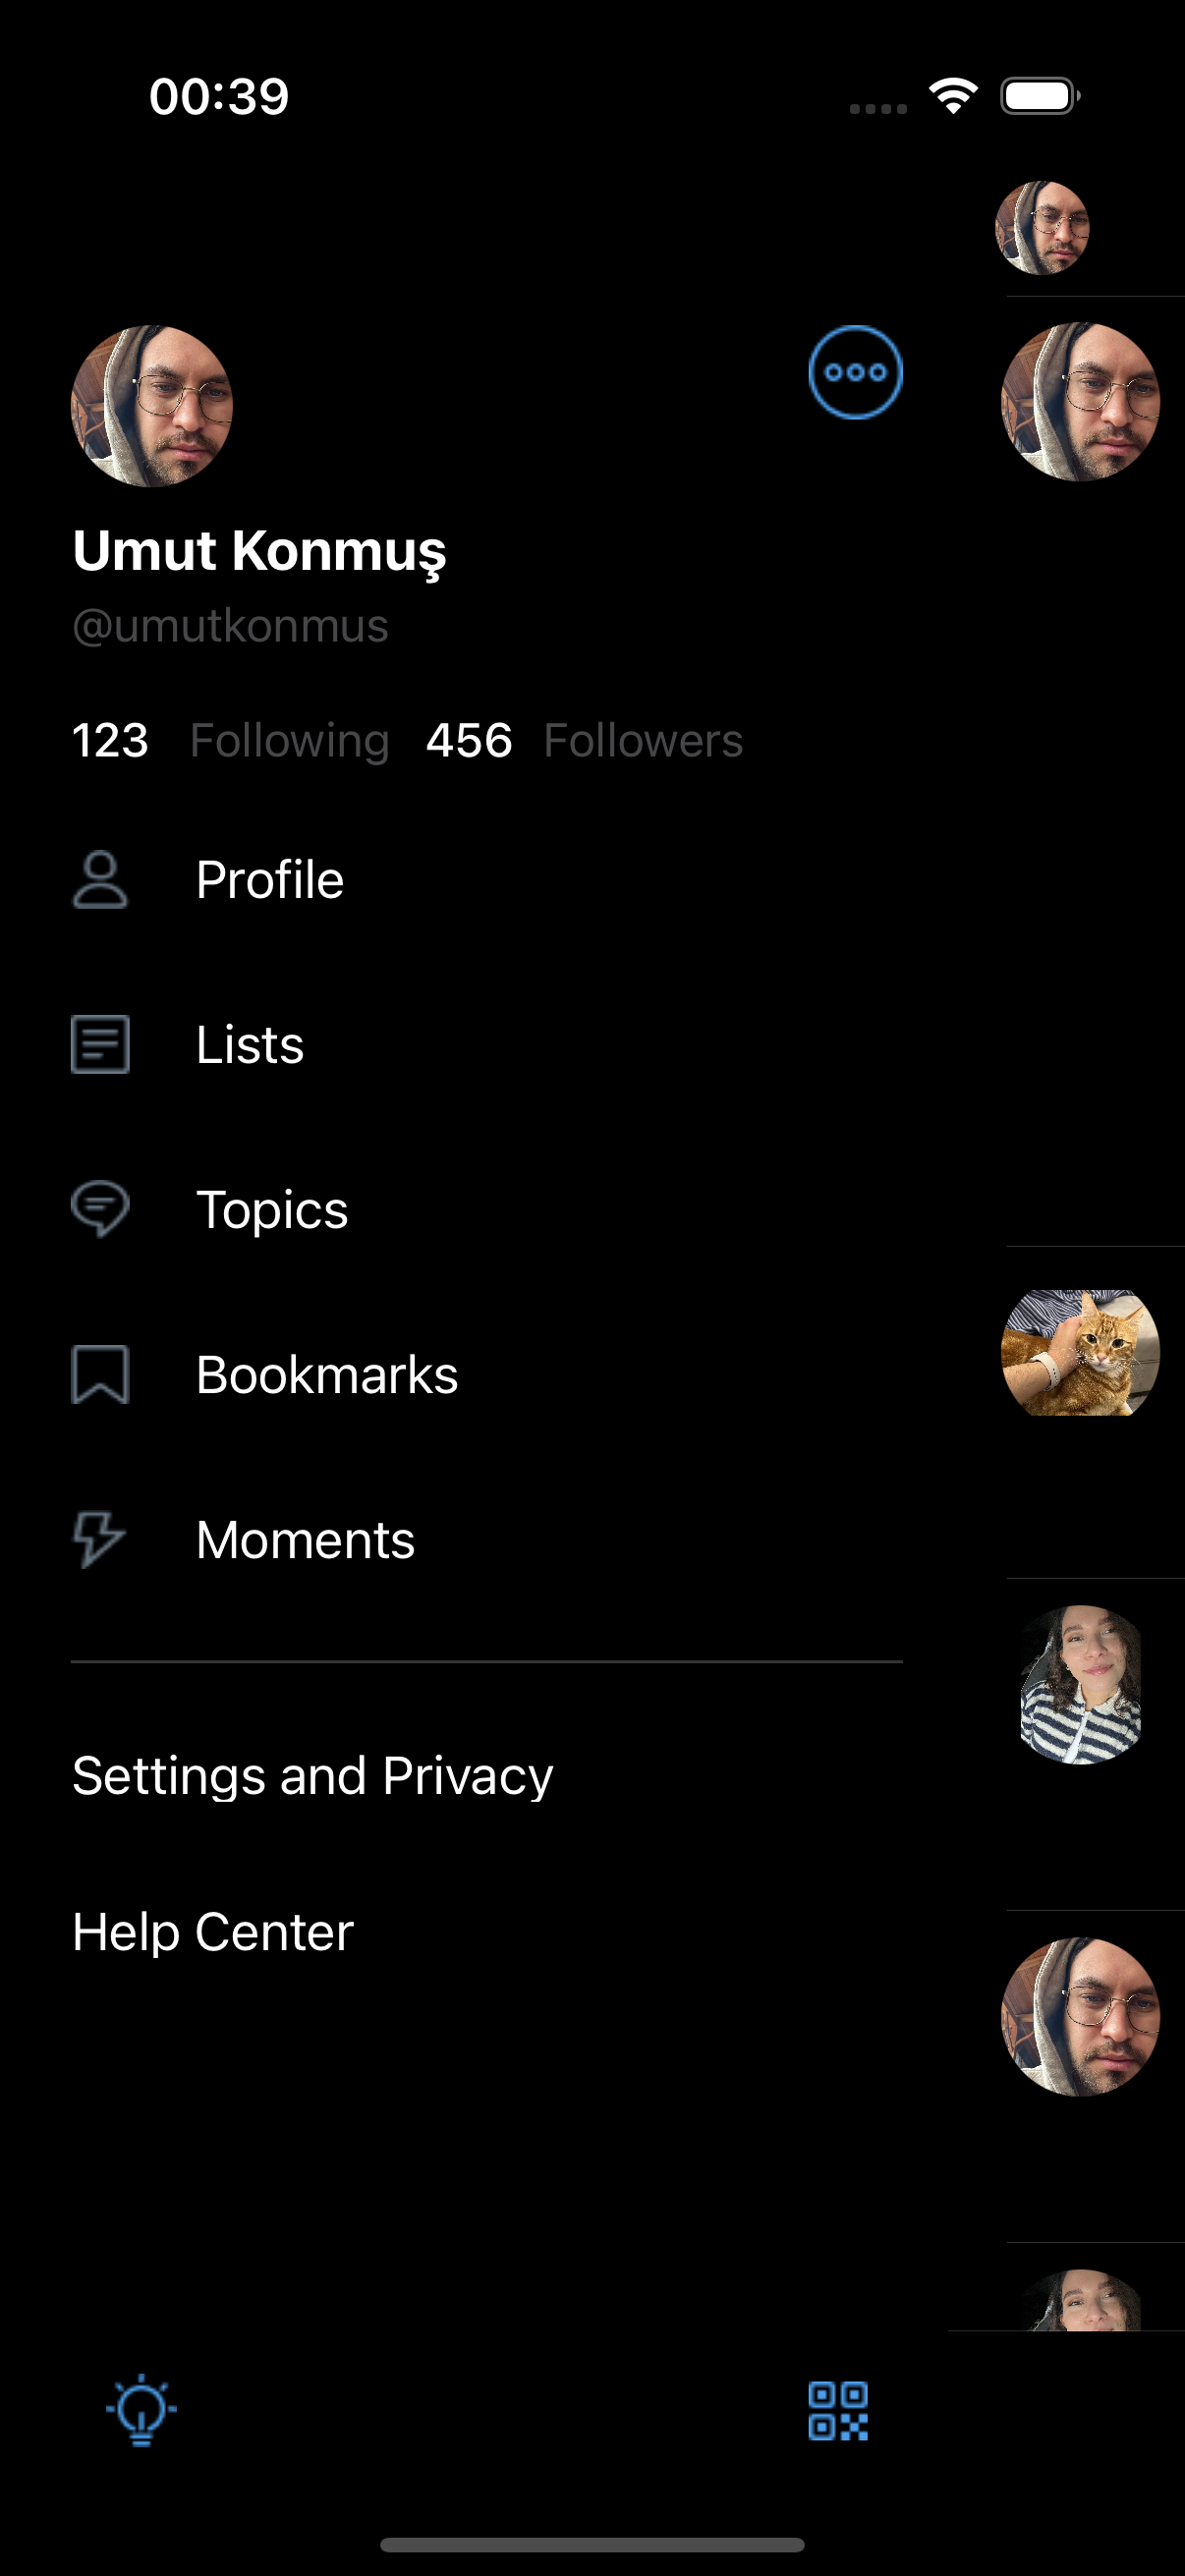 00:39
Umut Konmuş
@umutkonmus
123 Following 456 Followers
Profile
Lists
Topics
Bookmarks
Moments
Settings and Privacy
Help Center